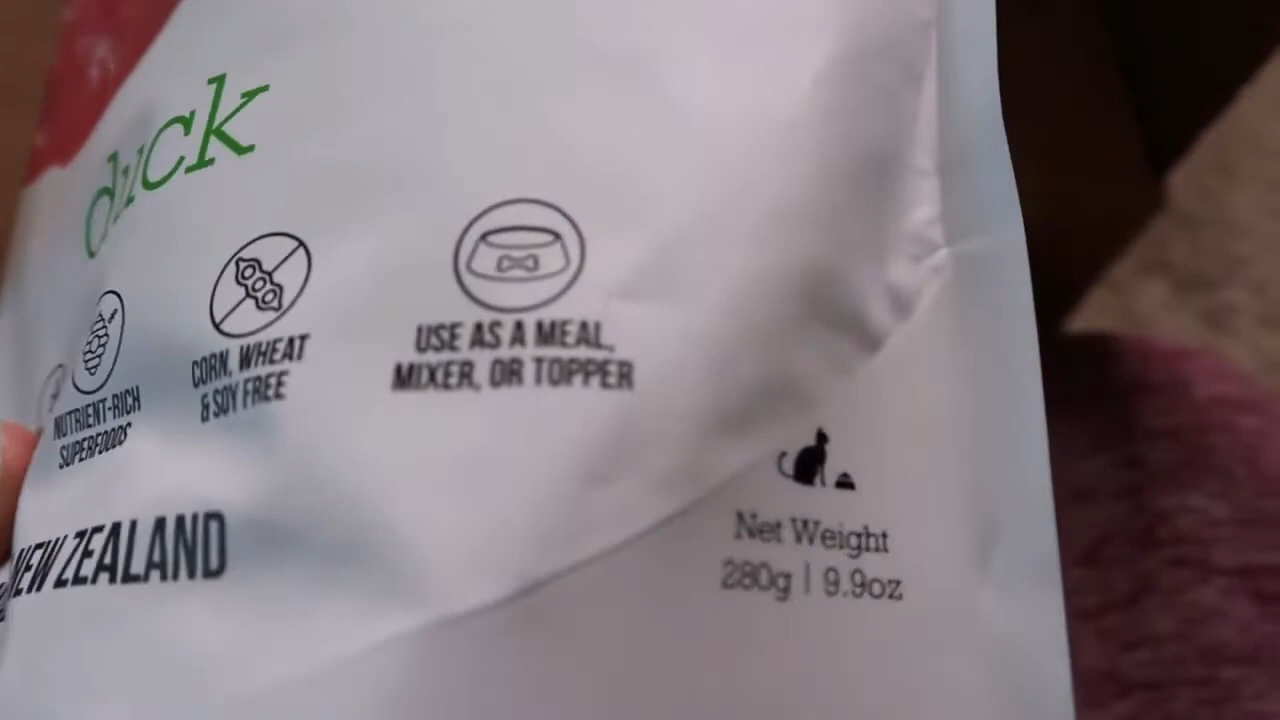 duck
NUTRIENT-RICH
SUPERFOODS
CORN, WHEAT
& SOY FREE
USE AS A MEAL,
MIXER, OR TOPPER
NEW ZEALAND
Net Weight
280g | 9.9oz